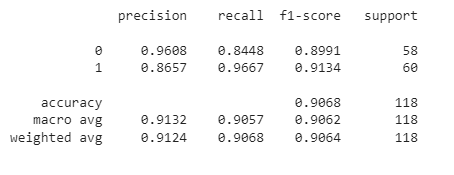 precision recall f1-score support
0 0.9608 0.8448 0.8991 58
1 0.8657 0.9667 0.9134 60
accuracy 0.9068 118
macro avg 0.9132 0.9057 0.9062 118
weighted avg 0.9124 0.9068 0.9064 118